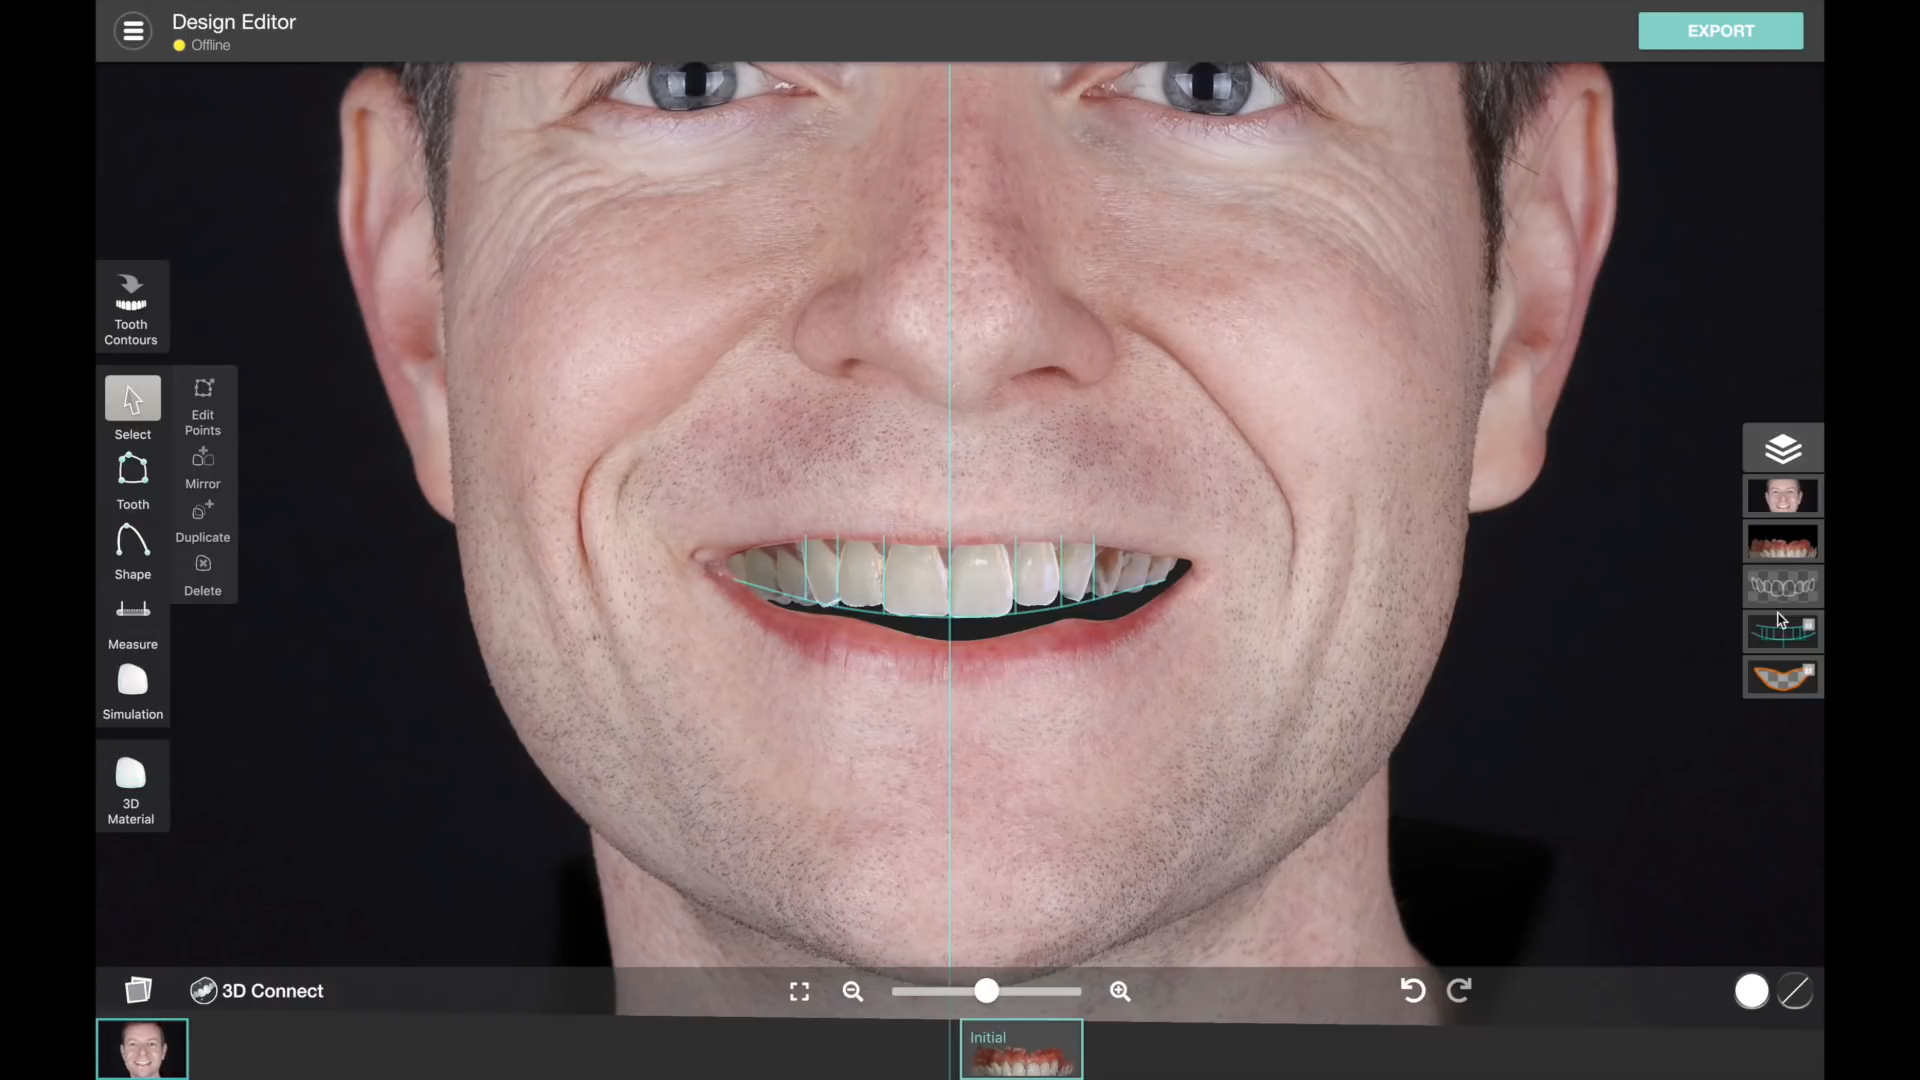 Design Editor
Offline
EXPORT
Tooth
Contours
Select
Tooth
Shape
Measure
Simulation
3D
Material
Edit
Points
Mirror
Duplicate
Delete
3D Connect
Initial